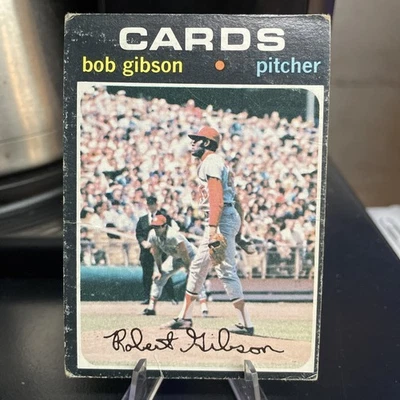 CARDS
bob gibson • pitcher
Robert Gibson